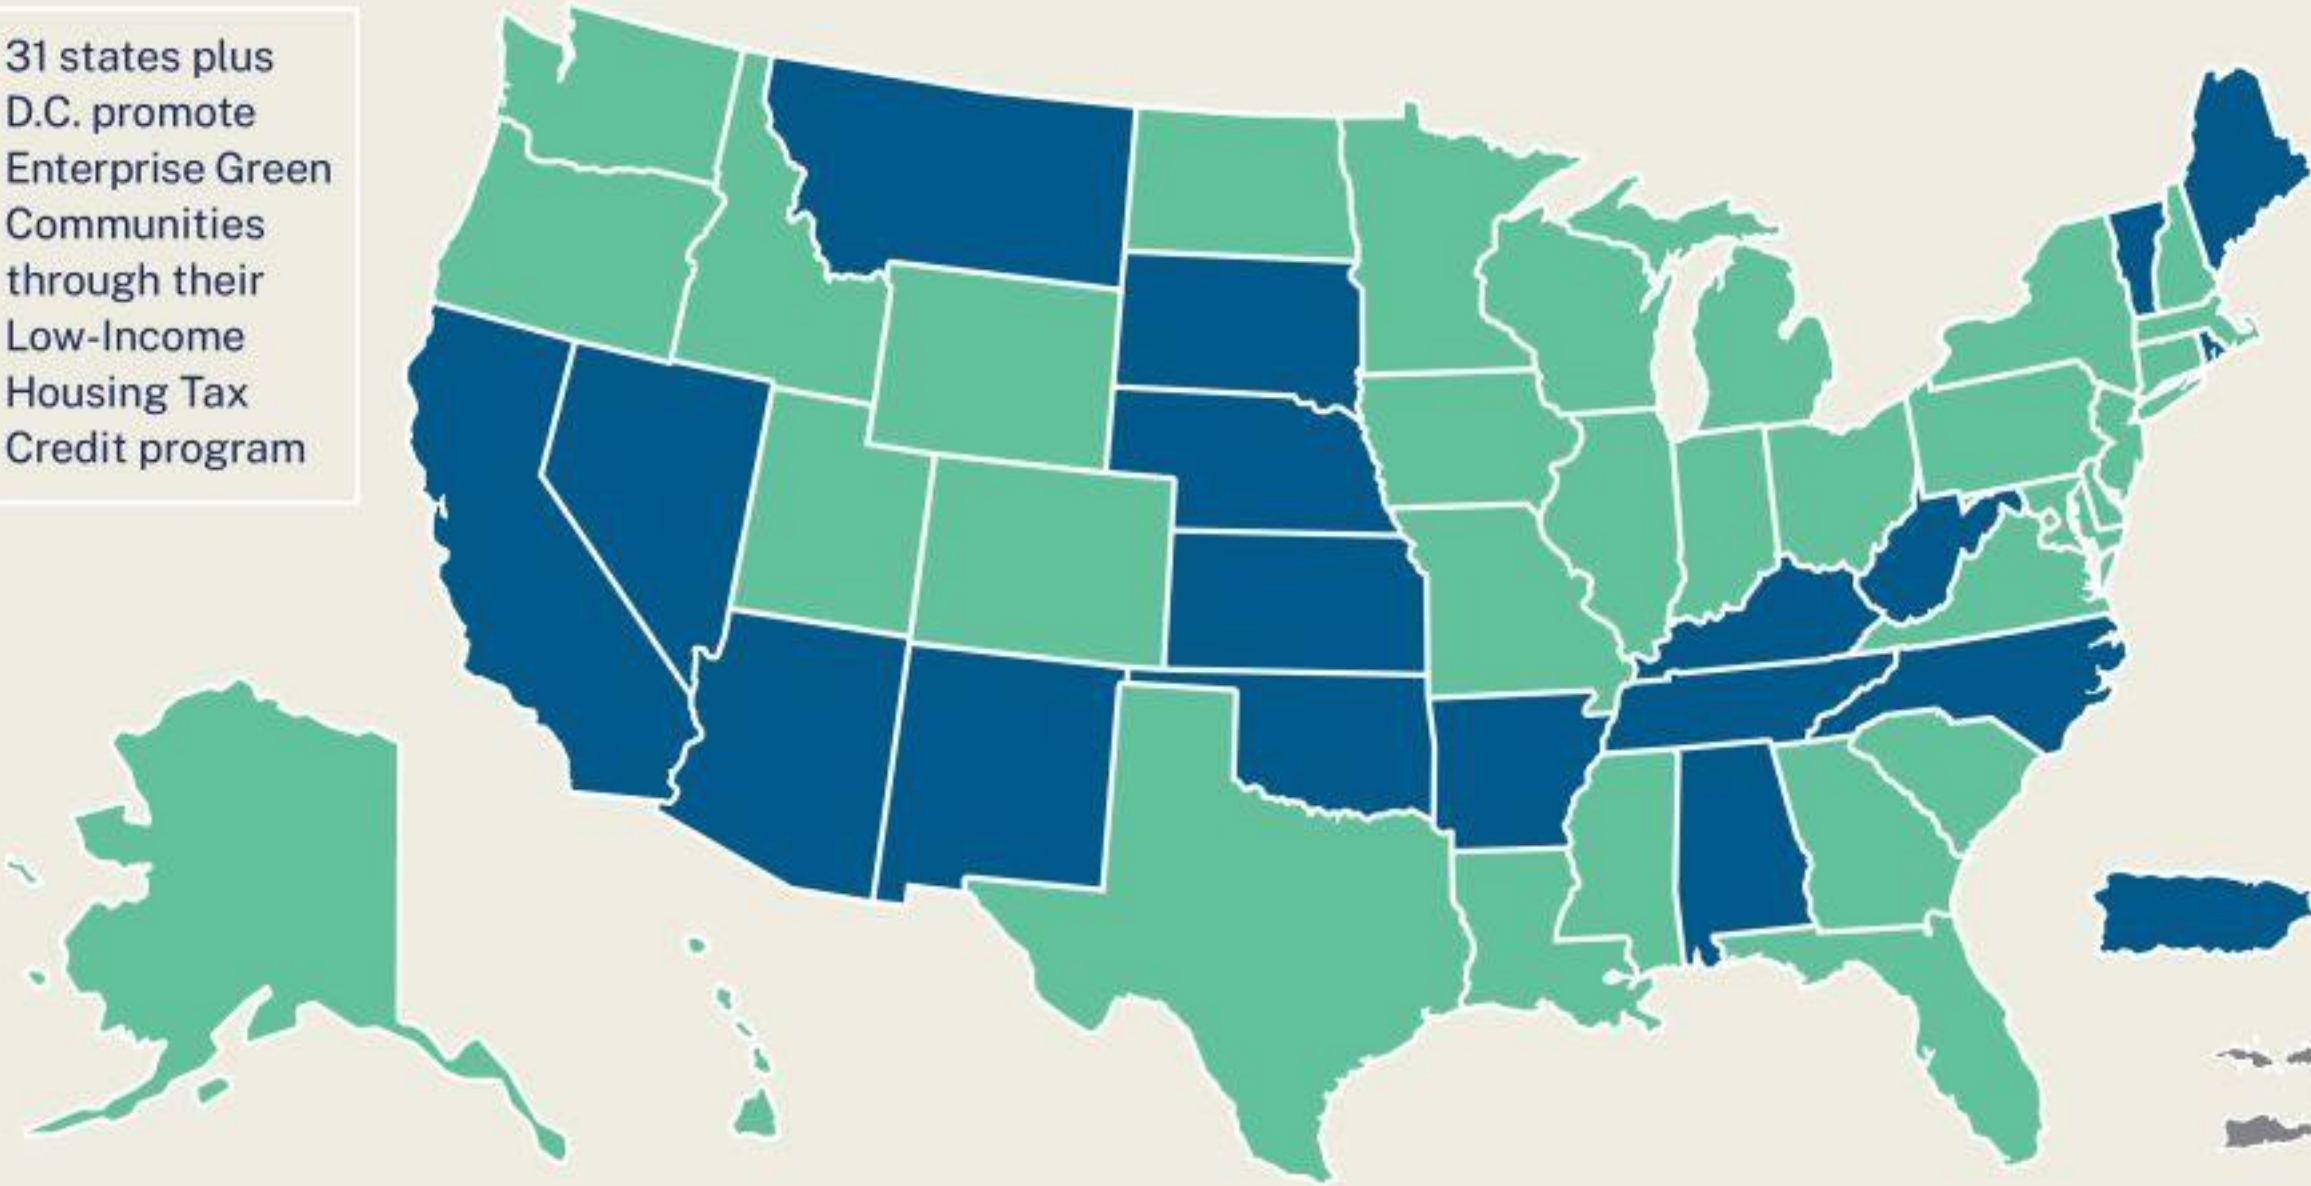 31 states plus
D.C. promote
Enterprise Green
Communities
through their
Low-Income
Housing Tax
Credit program